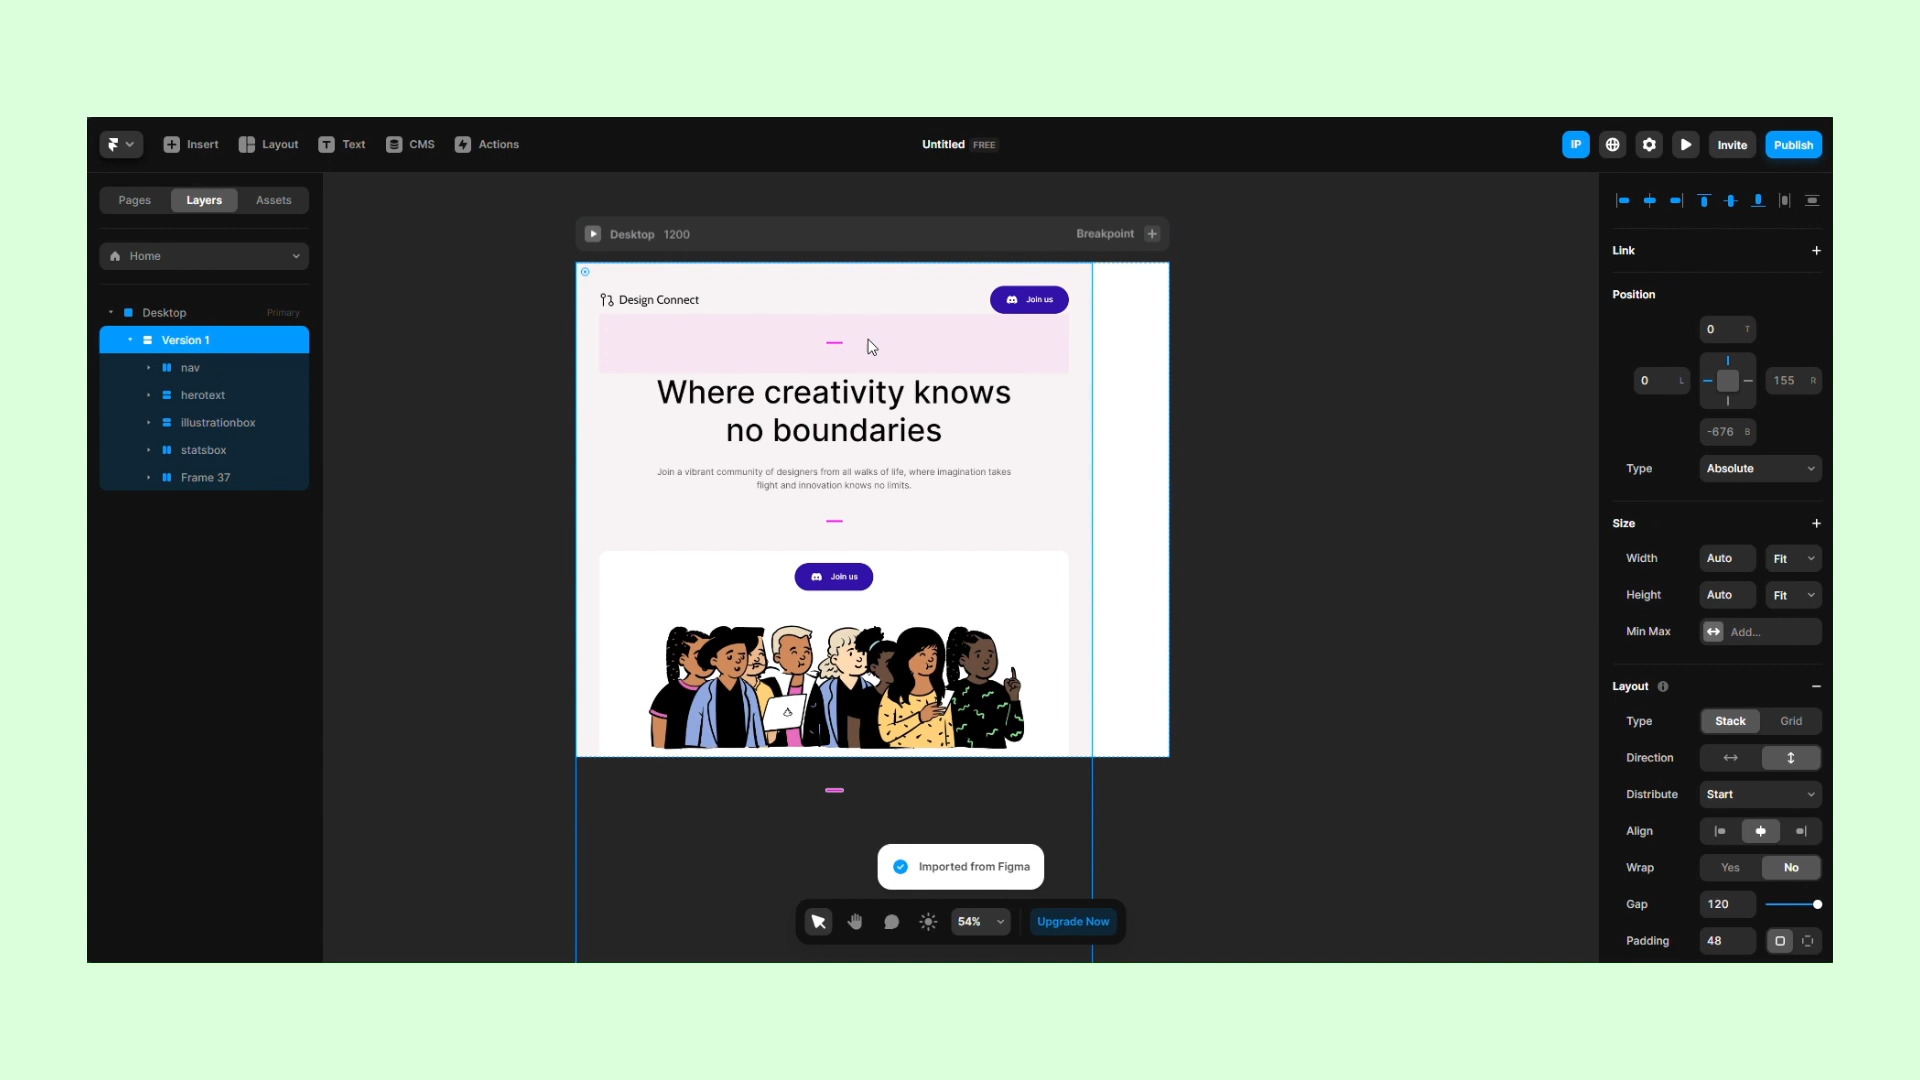 Insert
Layout
Text
CMS
Actions
Untitled FREE
IP
Invite
Publish
Pages
Layers
Assets
Home
Desktop Primary
Version 1
nav
herotext
illustrationbox
statsbox
Frame 37
Desktop 1200
Breakpoint
Design Connect
Join us
Where creativity knows
no boundaries
Join a vibrant community of designers from all walks of life, where imagination takes
flight and innovation knows no limits.
Join us
Imported from Figma
54%
Upgrade Now
Link
Position
0 T
0 L
155 R
-676 B
Type Absolute
Size
Width Auto Fit
Height Auto Fit
Min Max Add...
Layout
Type Stack Grid
Direction
Distribute Start
Align
Wrap Yes No
Gap 120
Padding 48